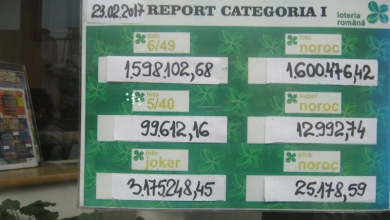 23.02.2017 REPORT CATEGORIA I
loteria
română
loto
6/49
loto
noroc
1.598.102,68
1.600.476,42
loto
5/40
super
noroc
99.612,16
12.992,74
loto
joker
plus
noroc
3.175.248,45
25.178,59